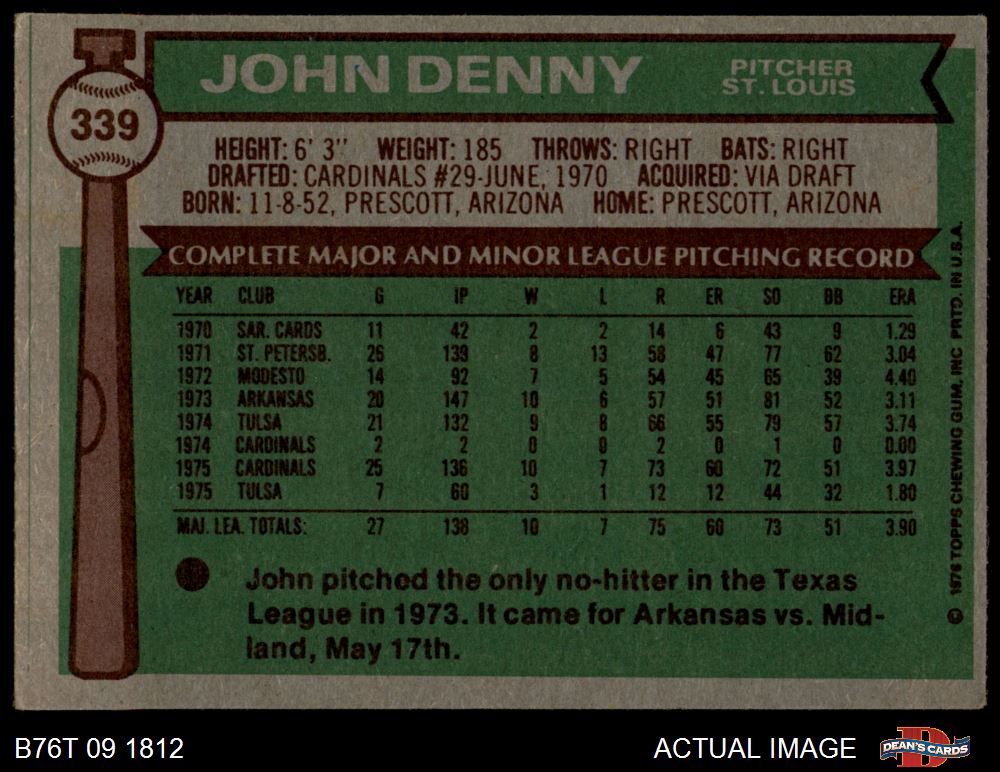 JOHN DENNY
PITCHER
ST. LOUIS
339
HEIGHT: 6' 3" WEIGHT: 185 THROWS: RIGHT BATS: RIGHT
DRAFTED: CARDINALS #29-JUNE, 1970 ACQUIRED: VIA DRAFT
BORN: 11-8-52, PRESCOTT, ARIZONA HOME: PRESCOTT, ARIZONA
COMPLETE MAJOR AND MINOR LEAGUE PITCHING RECORD
YEAR CLUB G IP W L R ER SO BB ERA
1970 SAR. CARDS 11 42 2 2 14 6 43 9 1.29
1971 ST. PETERSB. 26 139 8 13 58 47 77 62 3.04
1972 MODESTO 14 92 7 5 54 45 65 39 4.40
1973 ARKANSAS 20 147 10 6 57 51 81 52 3.11
1974 TULSA 21 132 9 8 66 55 79 57 3.74
1974 CARDINALS 2 2 0 0 2 0 1 0 0.00
1975 CARDINALS 25 136 10 7 73 60 72 51 3.97
1975 TULSA 7 60 3 1 12 12 44 32 1.80
MAJ. LEA. TOTALS: 27 138 10 7 75 60 73 51 3.90
John pitched the only no-hitter in the Texas
League in 1973. It came for Arkansas vs. Mid-
land, May 17th.
© 1976 TOPPS CHEWING GUM, INC PRTD. IN U.S.A.
B76T 09 1812
ACTUAL IMAGE
DEAN'S CARDS